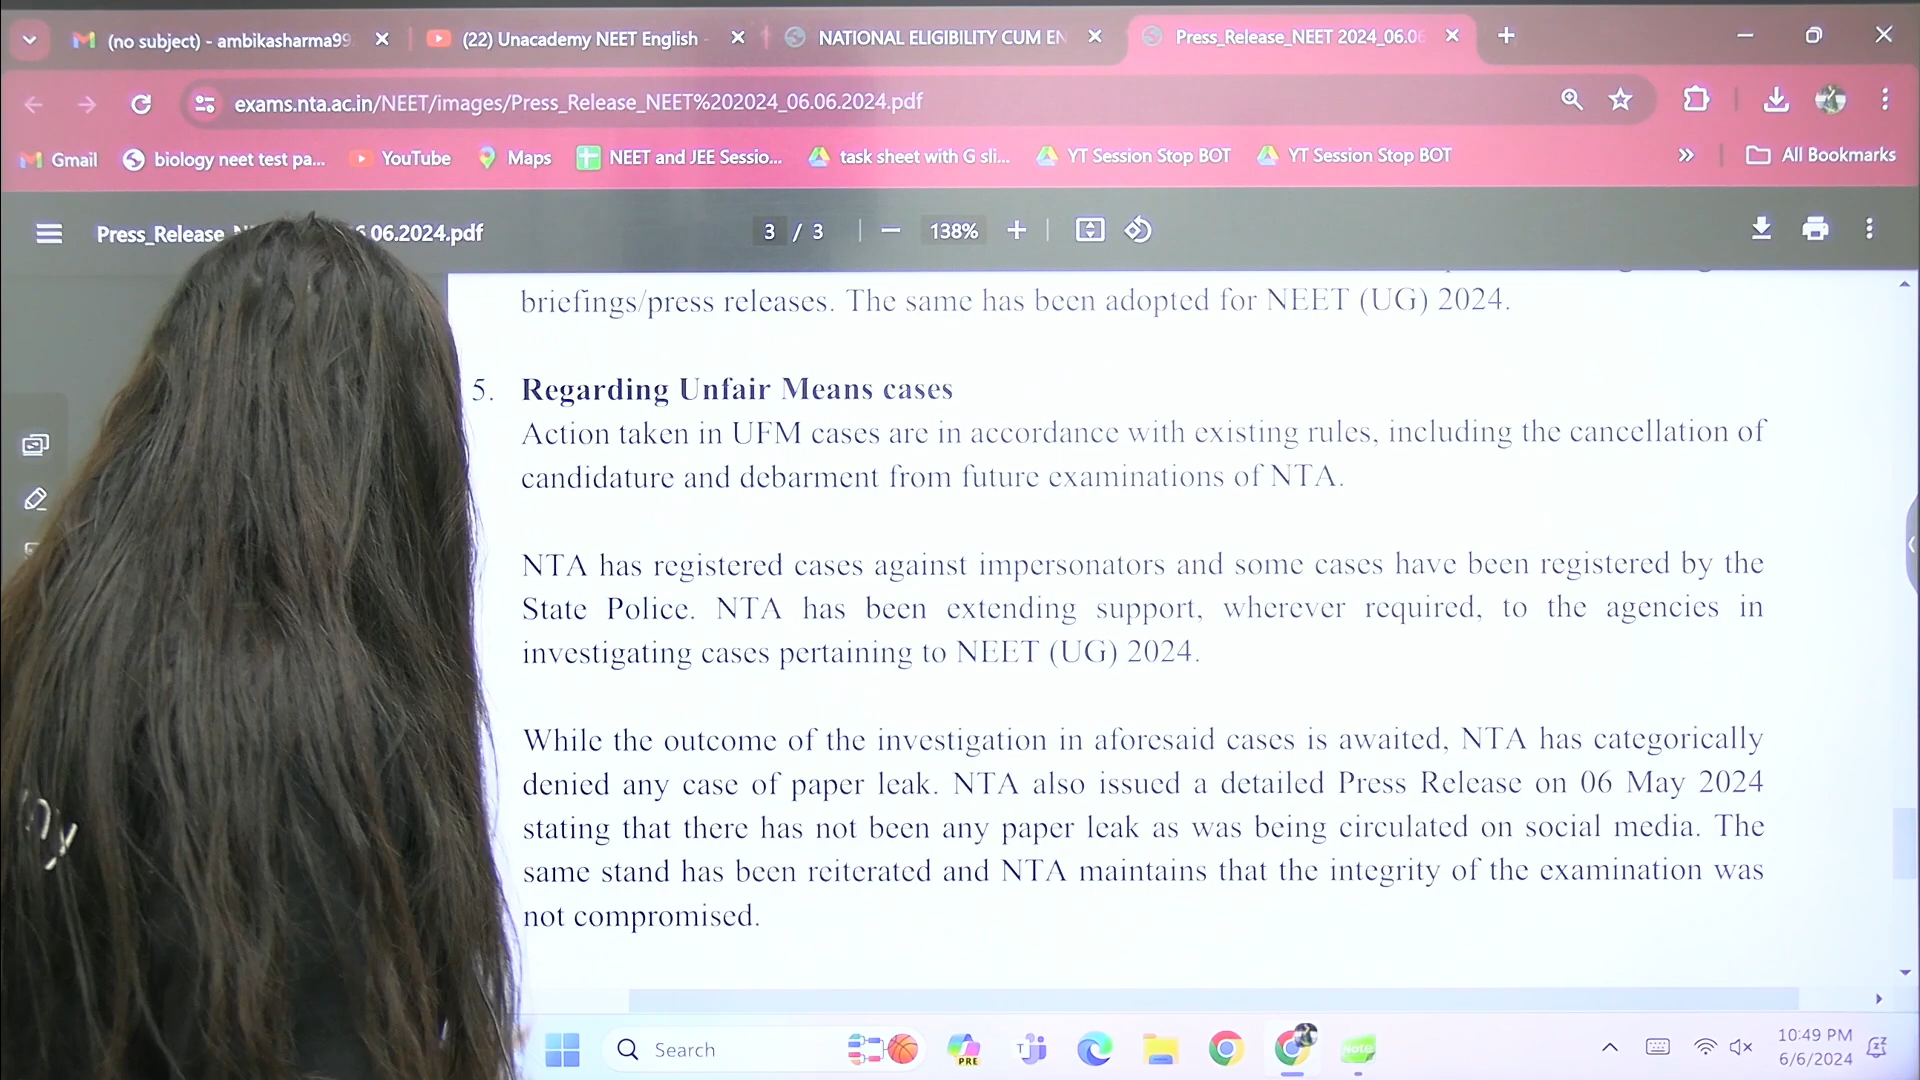 (no subject) - ambikasharma99
(22) Unacademy NEET English -
NATIONAL ELIGIBILITY CUM EN
Press_Release_NEET 2024_06.06
exams.nta.ac.in/NEET/images/Press_Release_NEET%202024_06.06.2024.pdf
Gmail
biology neet test pa...
YouTube
Maps
NEET and JEE Sessio...
task sheet with G sli...
YT Session Stop BOT
YT Session Stop BOT
All Bookmarks
Press_Release 06.2024.pdf
3 / 3
138%
briefings/press releases. The same has been adopted for NEET (UG) 2024.
5. Regarding Unfair Means cases
Action taken in UFM cases are in accordance with existing rules, including the cancellation of
candidature and debarment from future examinations of NTA.
NTA has registered cases against impersonators and some cases have been registered by the
State Police. NTA has been extending support, wherever required, to the agencies in
investigating cases pertaining to NEET (UG) 2024.
While the outcome of the investigation in aforesaid cases is awaited, NTA has categorically
denied any case of paper leak. NTA also issued a detailed Press Release on 06 May 2024
stating that there has not been any paper leak as was being circulated on social media. The
same stand has been reiterated and NTA maintains that the integrity of the examination was
not compromised.
Search
PRE
Note
10:49 PM
6/6/2024